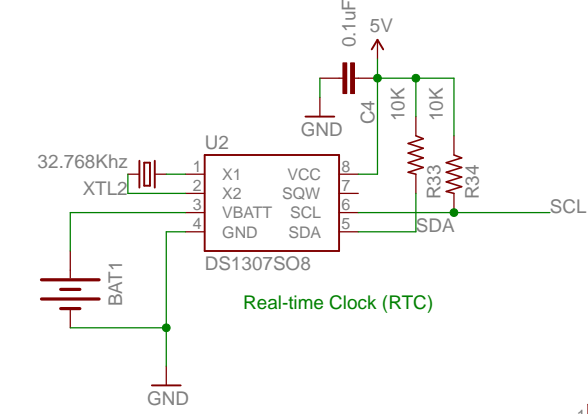 0.1uF
5V
C4
10K
10K
GND
R33
R34
U2
32.768Khz
XTL2
1 X1 VCC 8
2 X2 SQW 7
3 VBATT SCL 6
4 GND SDA 5
SCL
SDA
DS1307SO8
BAT1
Real-time Clock (RTC)
GND